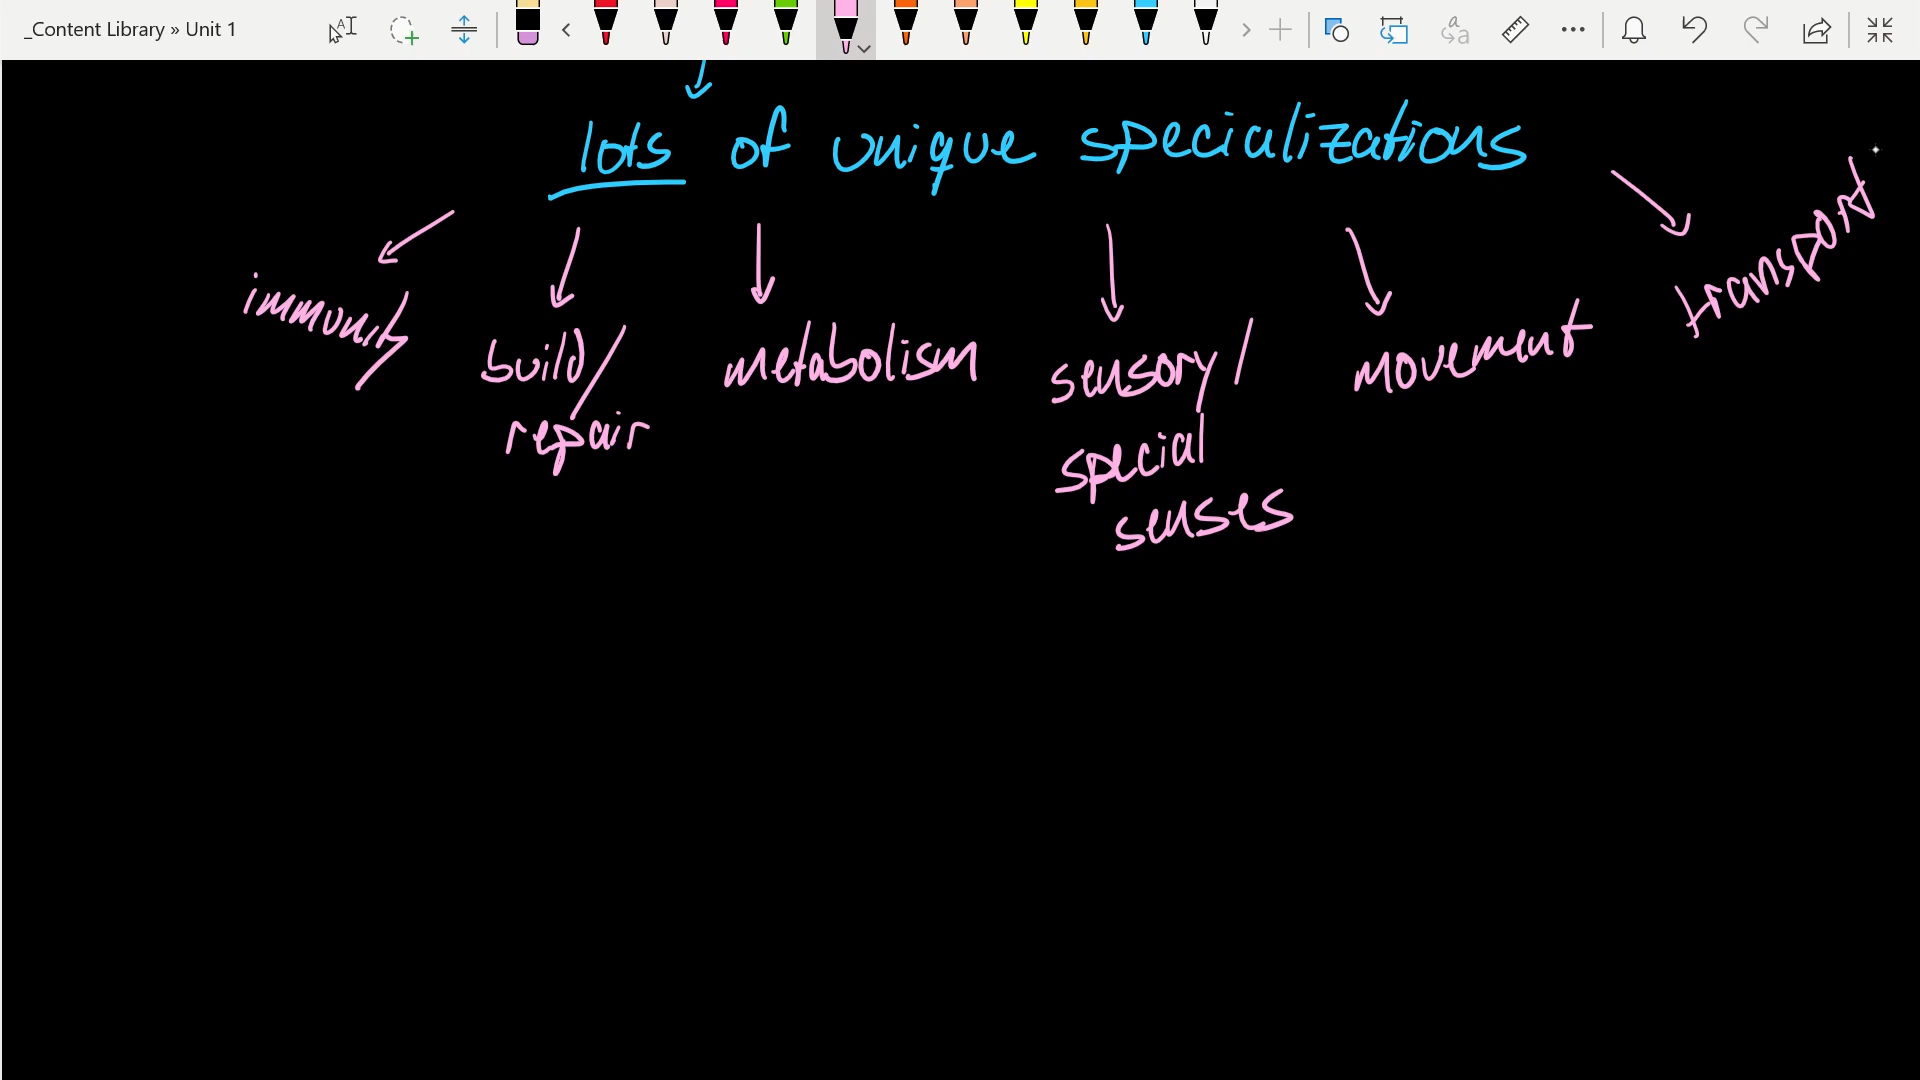 _Content Library » Unit 1
lots of unique specializations
immunity
build/
repair
metabolism
sensory/
special
senses
movement
transport